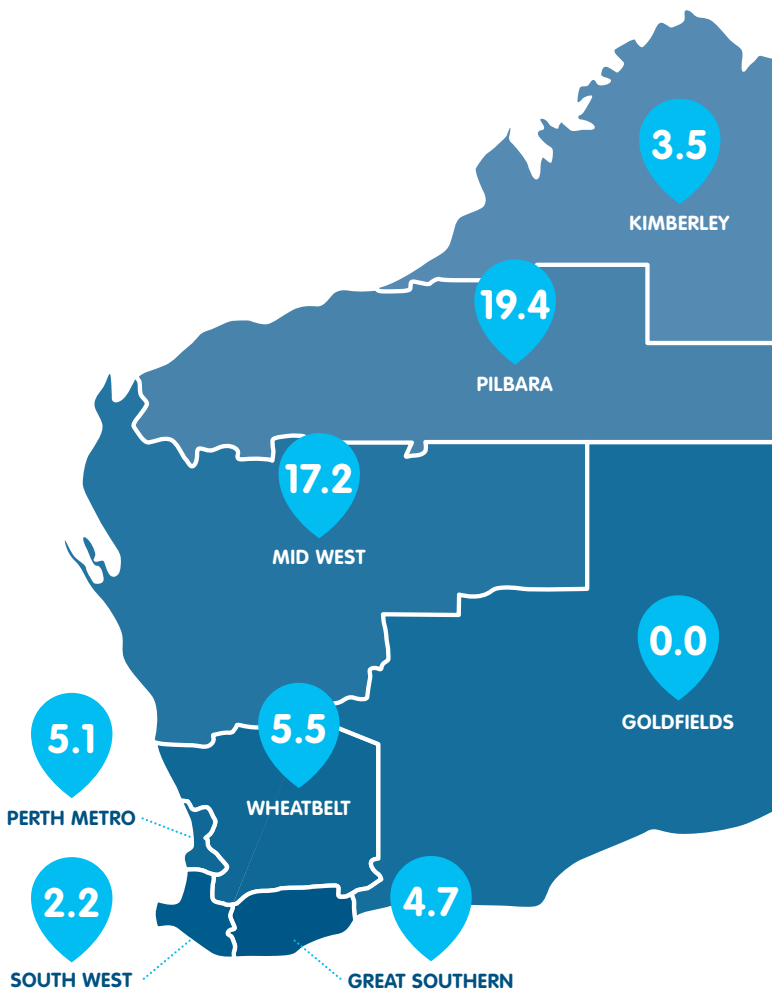 3.5
KIMBERLEY
19.4
PILBARA
17.2
MID WEST
0.0
GOLDFIELDS
5.1
PERTH METRO
5.5
WHEATBELT
2.2
SOUTH WEST
4.7
GREAT SOUTHERN